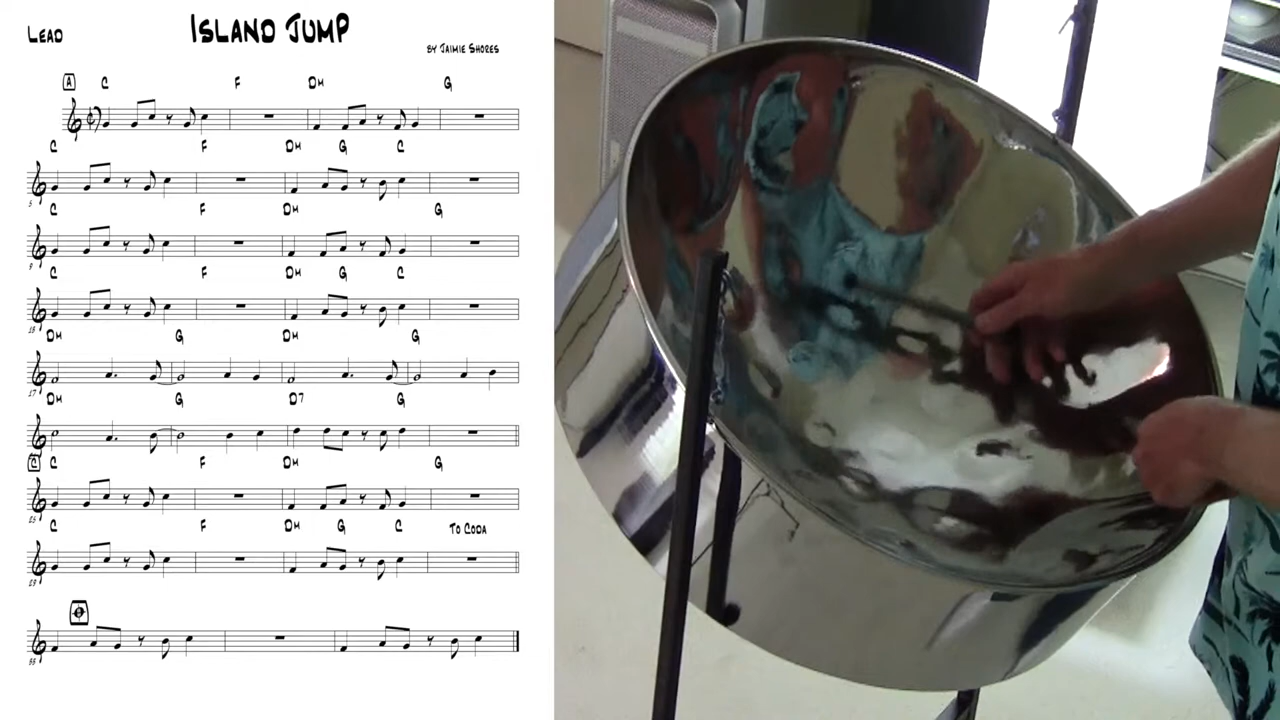 LEAD
ISLAND JUMP
BY JAIMIE SHORES
A C F DM G
C F DM G C
5
C F DM G
9
C F DM G C
13
DM G DM G
17
DM G D7 G
C C F DM G
25
C F DM G C TO CODA
29
33